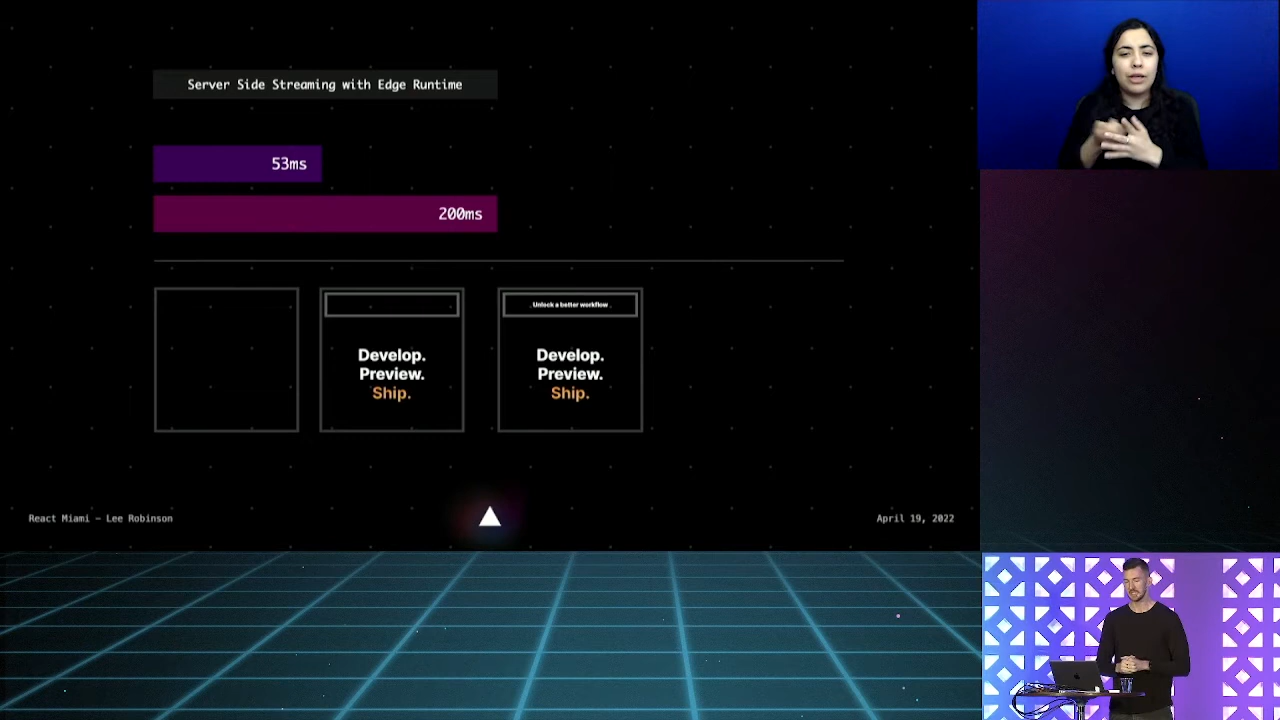 Server Side Streaming with Edge Runtime
53ms
200ms
Unlock a better workflow
Develop.
Preview.
Ship.
Develop.
Preview.
Ship.
React Miami — Lee Robinson
April 19, 2022